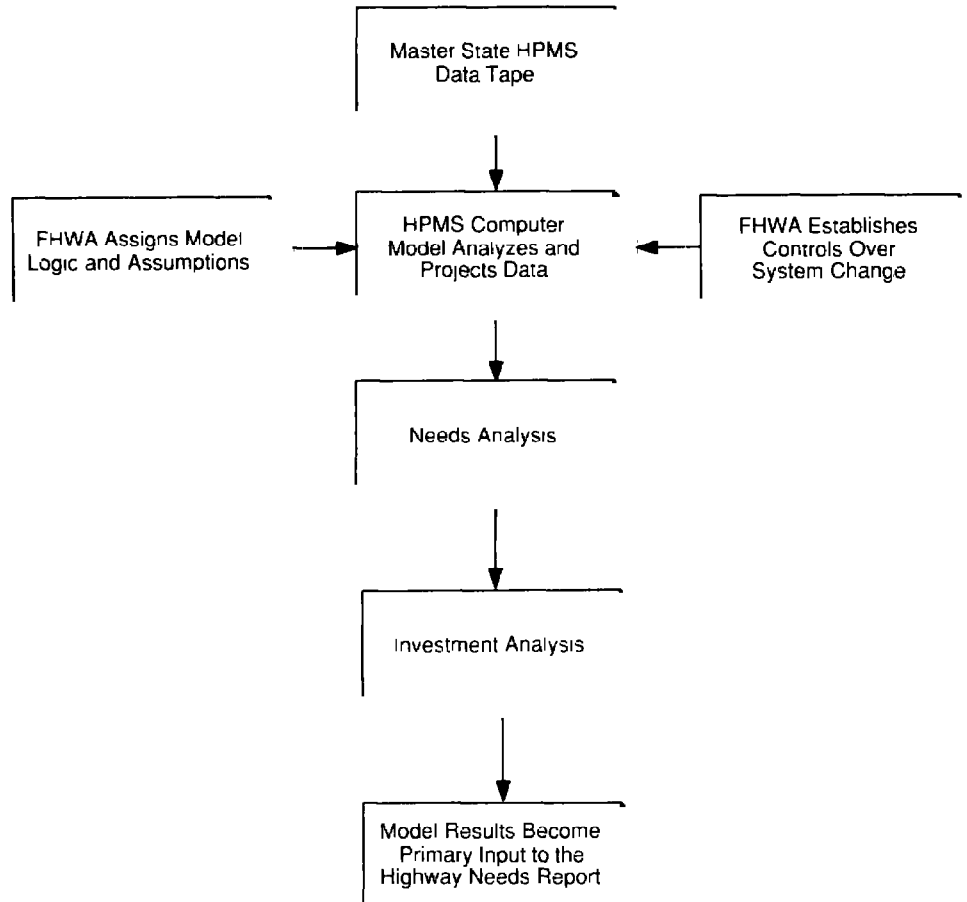 Master State HPMS
Data Tape
FHWA Assigns Model
Logic and Assumptions
HPMS Computer
Model Analyzes and
Projects Data
FHWA Establishes
Controls Over
System Change
Needs Analysis
Investment Analysis
Model Results Become
Primary Input to the
Highway Needs Report